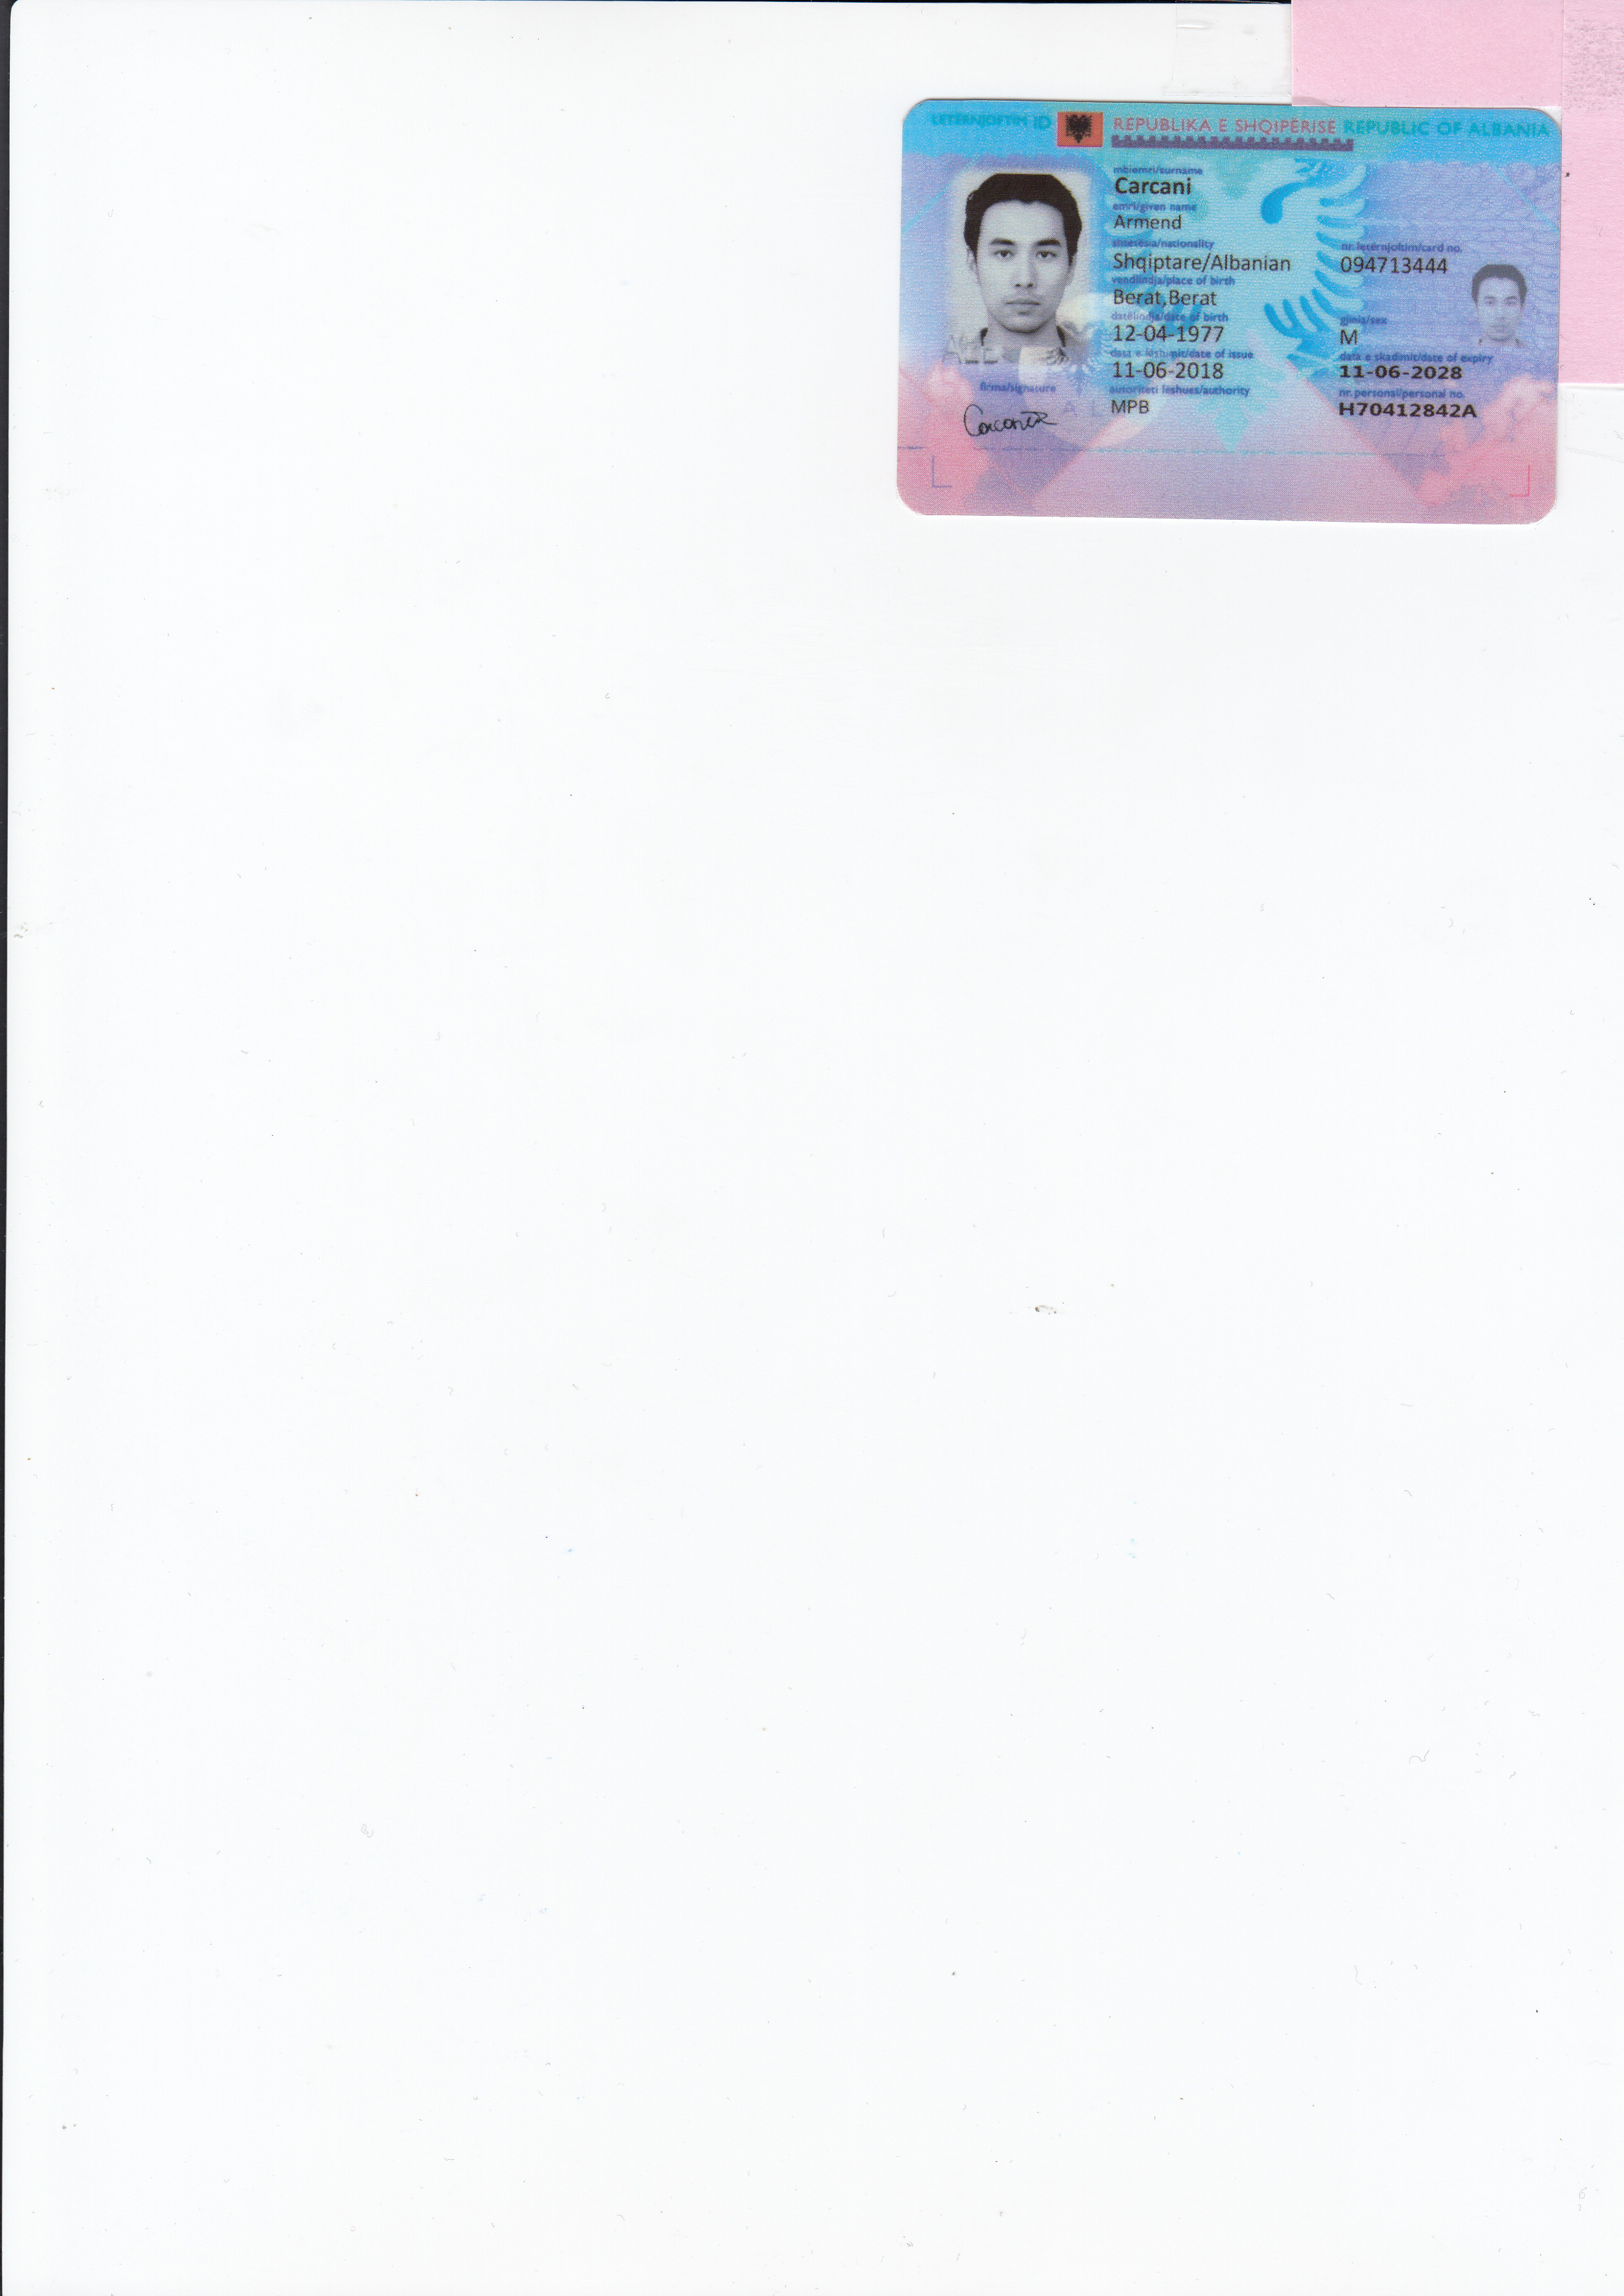 LETËRNJOFTIM ID REPUBLIKA E SHQIPËRISË REPUBLIC OF ALBANIA
mbiemri/surname
Carcani
emri/given name
Armend
shtetësia/nationality
Shqiptare/Albanian
nr. letërnjoftim/card no.
094713444
vendlindja/place of birth
Berat,Berat
datëlindja/date of birth
12-04-1977
gjinia/sex
M
data e lëshimit/date of issue
11-06-2018
data e skadimit/date of expiry
11-06-2028
autoriteti lëshues/authority
MPB
nr. personal/personal no.
H70412842A
firma/signature